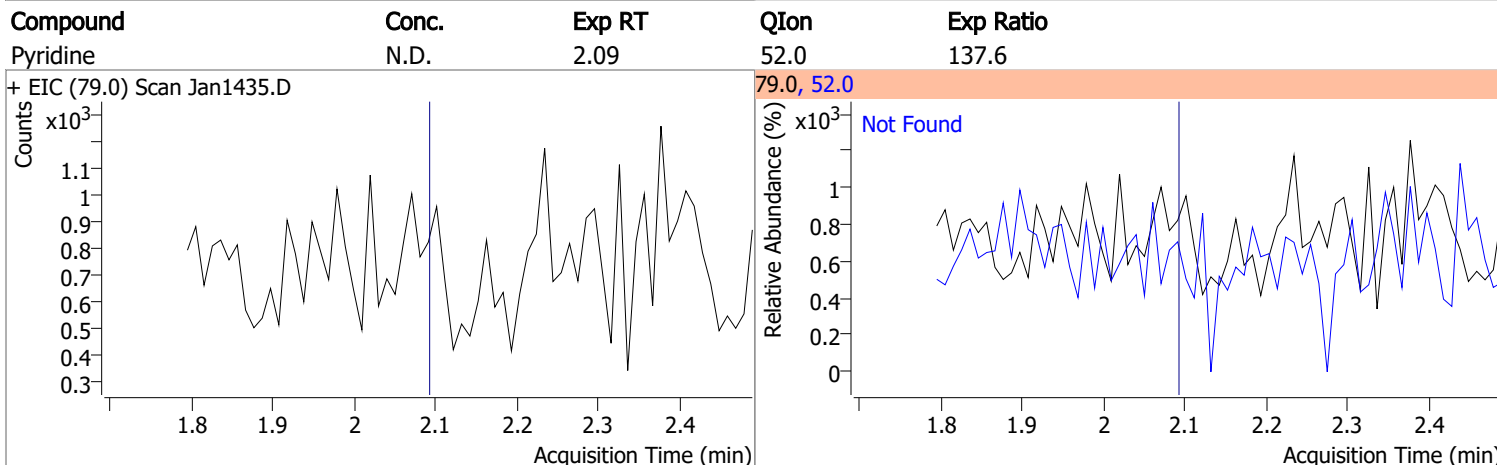 Compound Conc. Exp RT QIon Exp Ratio
Pyridine N.D. 2.09 52.0 137.6
+ EIC (79.0) Scan Jan1435.D
Counts
x10³
1.1
1
0.9
0.8
0.7
0.6
0.5
0.4
0.3
1.8 1.9 2 2.1 2.2 2.3 2.4
Acquisition Time (min)
79.0, 52.0
Relative Abundance (%)
x10³
Not Found
1
0.8
0.6
0.4
0.2
0
1.8 1.9 2 2.1 2.2 2.3 2.4
Acquisition Time (min)